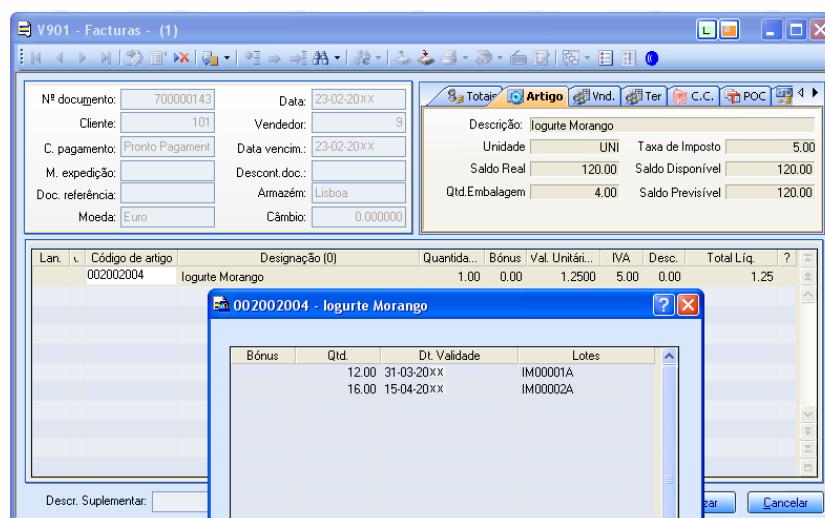 V901 - Facturas - (1)
L
Nº documento: 700000143 Data: 23-02-20xx
Cliente: 101 Vendedor: 9
C. pagamento: Pronto Pagament Data vencim.: 23-02-20xx
M. expedição: Descont.doc.:
Doc. referência: Armazém: Lisboa
Moeda: Euro Câmbio: 0.000000
Totais Artigo Vnd. Ter C.C. POC
Descrição: Iogurte Morango
Unidade UNI Taxa de Imposto 5.00
Saldo Real 120.00 Saldo Disponível 120.00
Qtd.Embalagem 4.00 Saldo Previsível 120.00
Lan. Código de artigo Designação (0) Quantida... Bónus Val. Unitári... IVA Desc. Total Líq. ?
002002004 Iogurte Morango 1.00 0.00 1.2500 5.00 0.00 1.25
002002004 - Iogurte Morango
Bónus Qtd. Dt. Validade Lotes
12.00 31-03-20xx IM00001A
16.00 15-04-20xx IM00002A
Descr. Suplementar: Cancelar